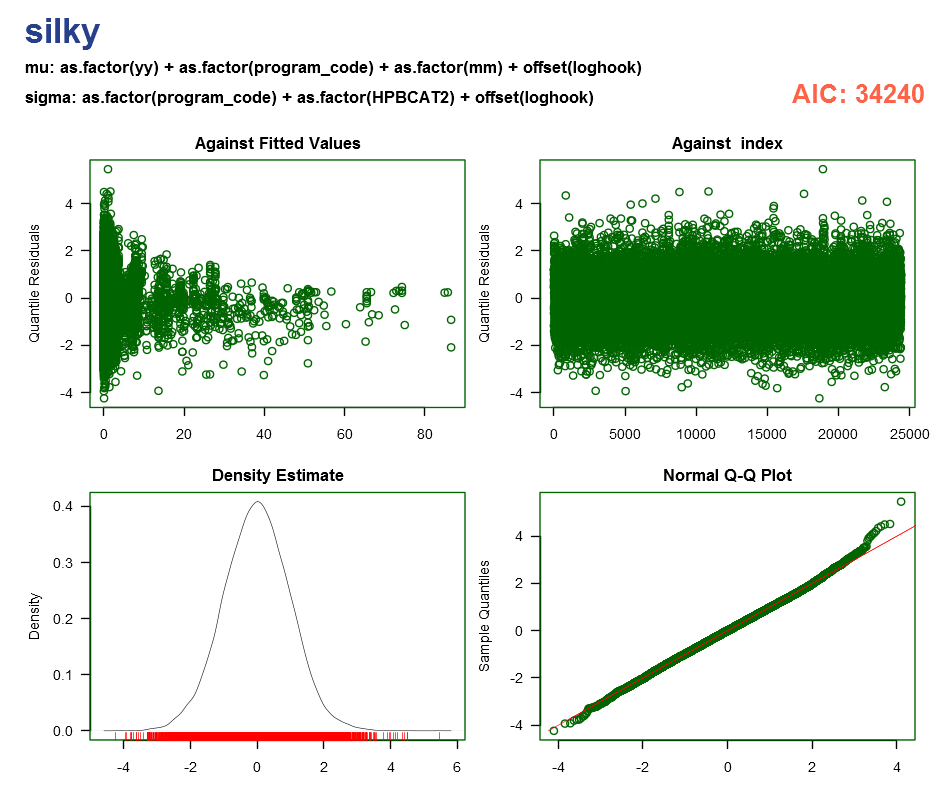 silky
mu: as.factor(yy) + as.factor(program_code) + as.factor(mm) + offset(loghook)
sigma: as.factor(program_code) + as.factor(HPBCAT2) + offset(loghook)
AIC: 34240
Against Fitted Values
Quantile Residuals
4
2
0
-2
-4
0 20 40 60 80
Against  index
Quantile Residuals
4
2
0
-2
-4
0 5000 10000 15000 20000 25000
Density Estimate
Density
0.4
0.3
0.2
0.1
0.0
-4 -2 0 2 4 6
Normal Q-Q Plot
Sample Quantiles
4
2
0
-2
-4
-4 -2 0 2 4